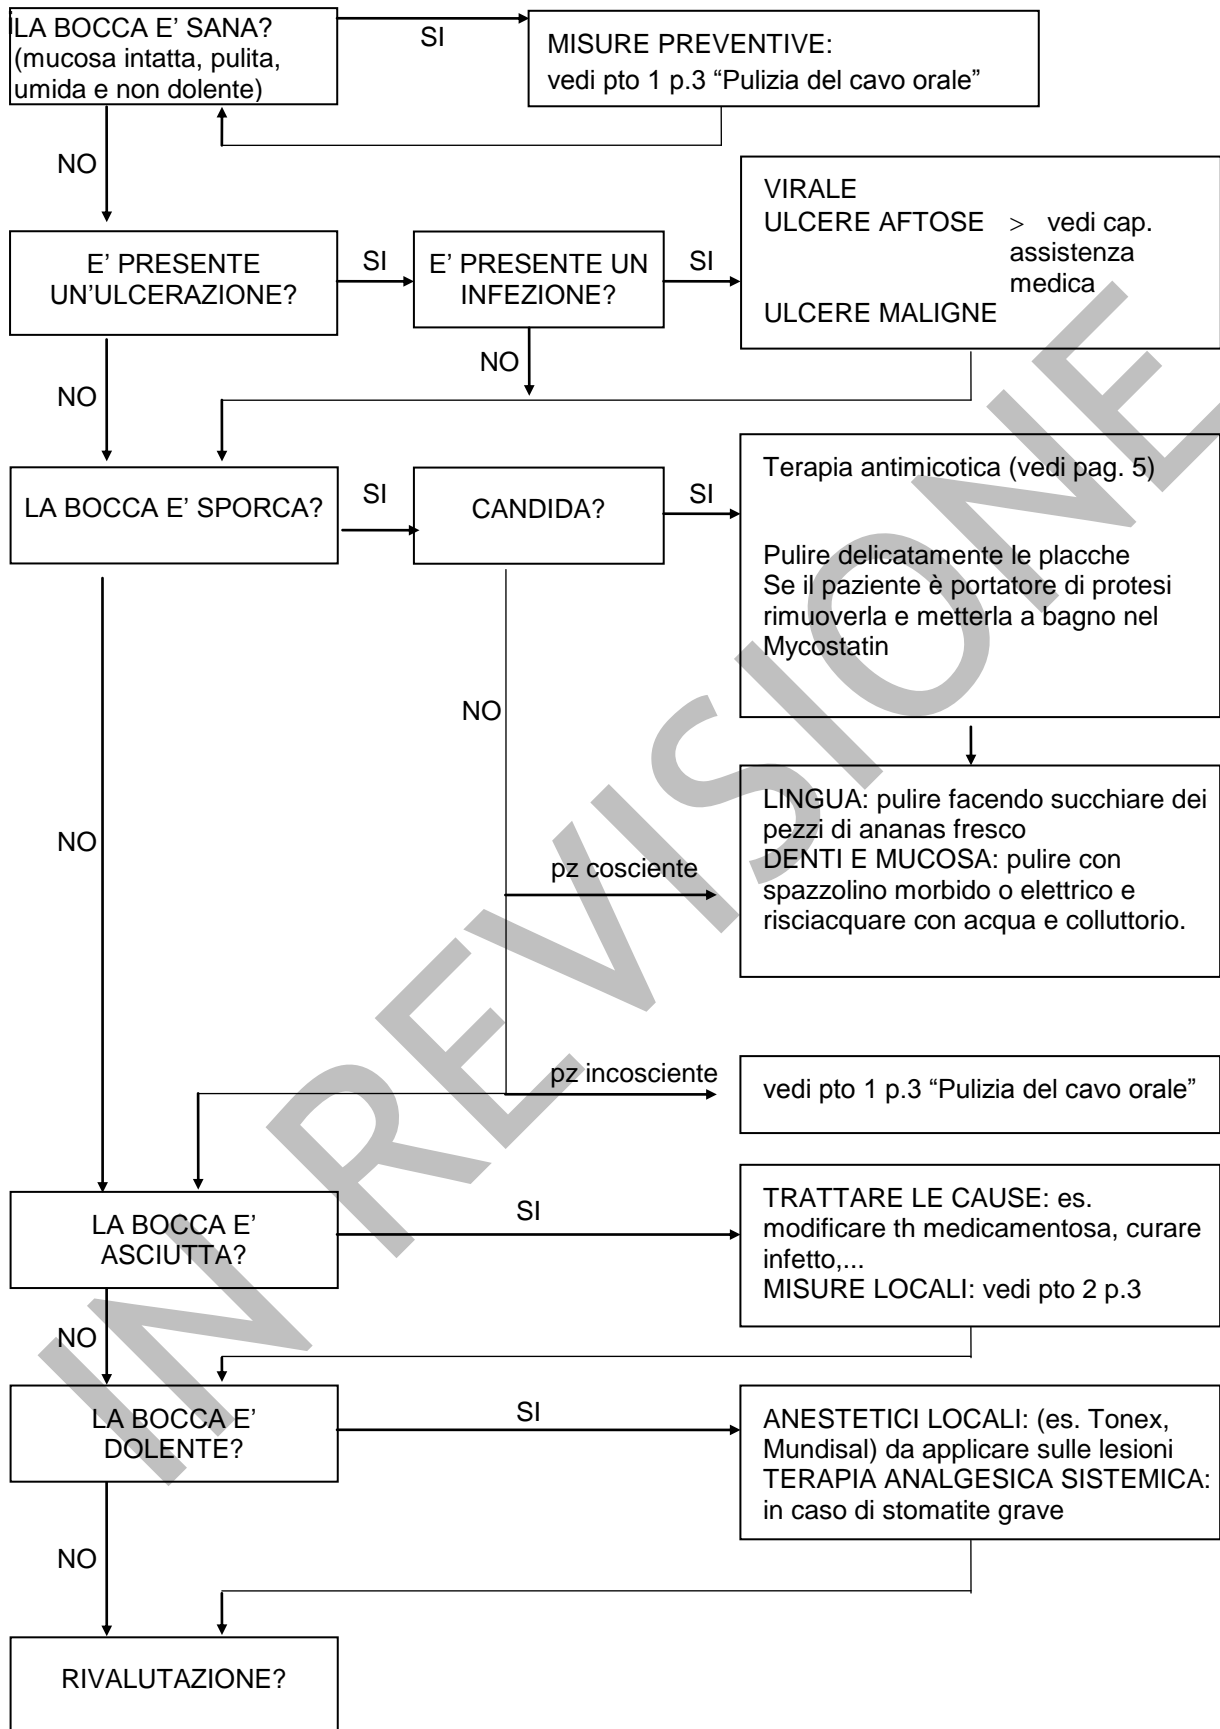 LA BOCCA E' SANA?
(mucosa intatta, pulita,
umida e non dolente)
SI
MISURE PREVENTIVE:
vedi pto 1 p.3 “Pulizia del cavo orale”
NO
E' PRESENTE
UN'ULCERAZIONE?
SI
E' PRESENTE UN
INFEZIONE?
SI
VIRALE
ULCERE AFTOSE > vedi cap.
assistenza
medica
ULCERE MALIGNE
NO
NO
LA BOCCA E' SPORCA?
SI
CANDIDA?
SI
Terapia antimicotica (vedi pag. 5)
Pulire delicatamente le placche
Se il paziente è portatore di protesi
rimuoverla e metterla a bagno nel
Mycostatin
NO
NO
LINGUA: pulire facendo succhiare dei
pezzi di ananas fresco
DENTI E MUCOSA: pulire con
spazzolino morbido o elettrico e
risciacquare con acqua e colluttorio.
pz cosciente
pz incosciente
vedi pto 1 p.3 “Pulizia del cavo orale”
LA BOCCA E'
ASCIUTTA?
SI
TRATTARE LE CAUSE: es.
modificare th medicamentosa, curare
infetto,...
MISURE LOCALI: vedi pto 2 p.3
NO
LA BOCCA E'
DOLENTE?
SI
ANESTETICI LOCALI: (es. Tonex,
Mundisal) da applicare sulle lesioni
TERAPIA ANALGESICA SISTEMICA:
in caso di stomatite grave
NO
RIVALUTAZIONE?
IN REVISIONE